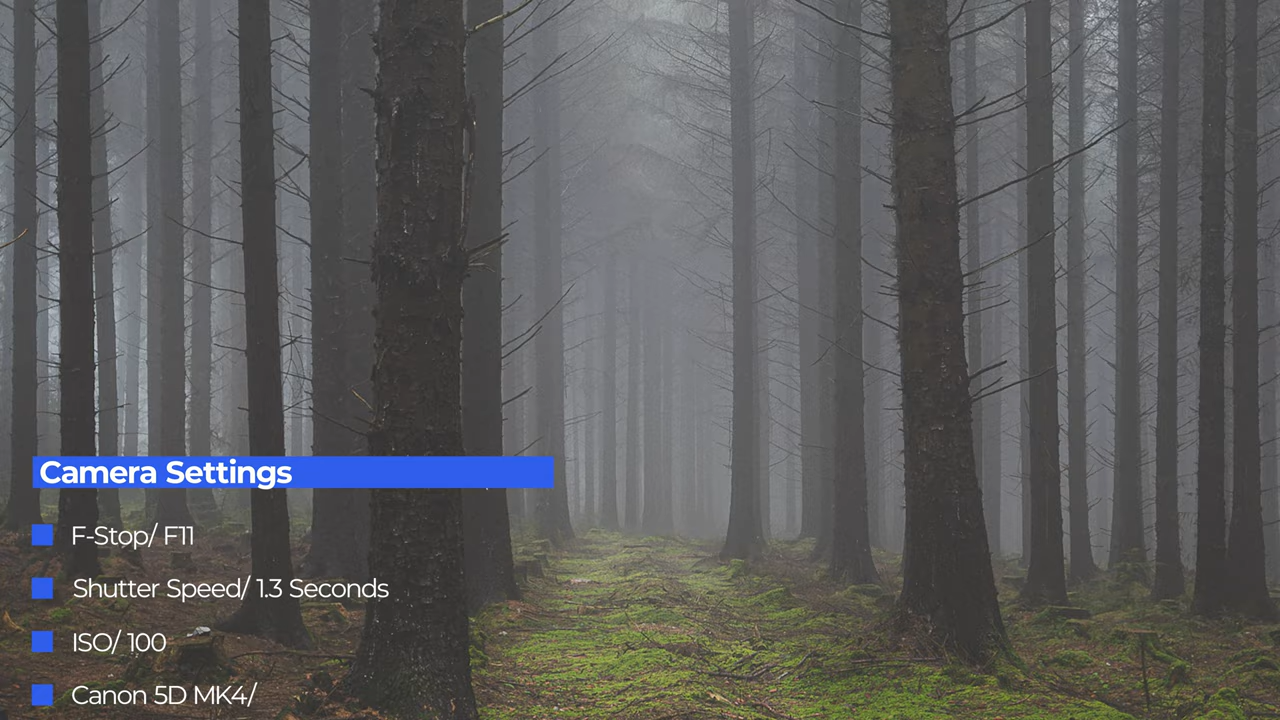 Camera Settings
F-Stop/ F11
Shutter Speed/ 1.3 Seconds
ISO/ 100
Canon 5D MK4/